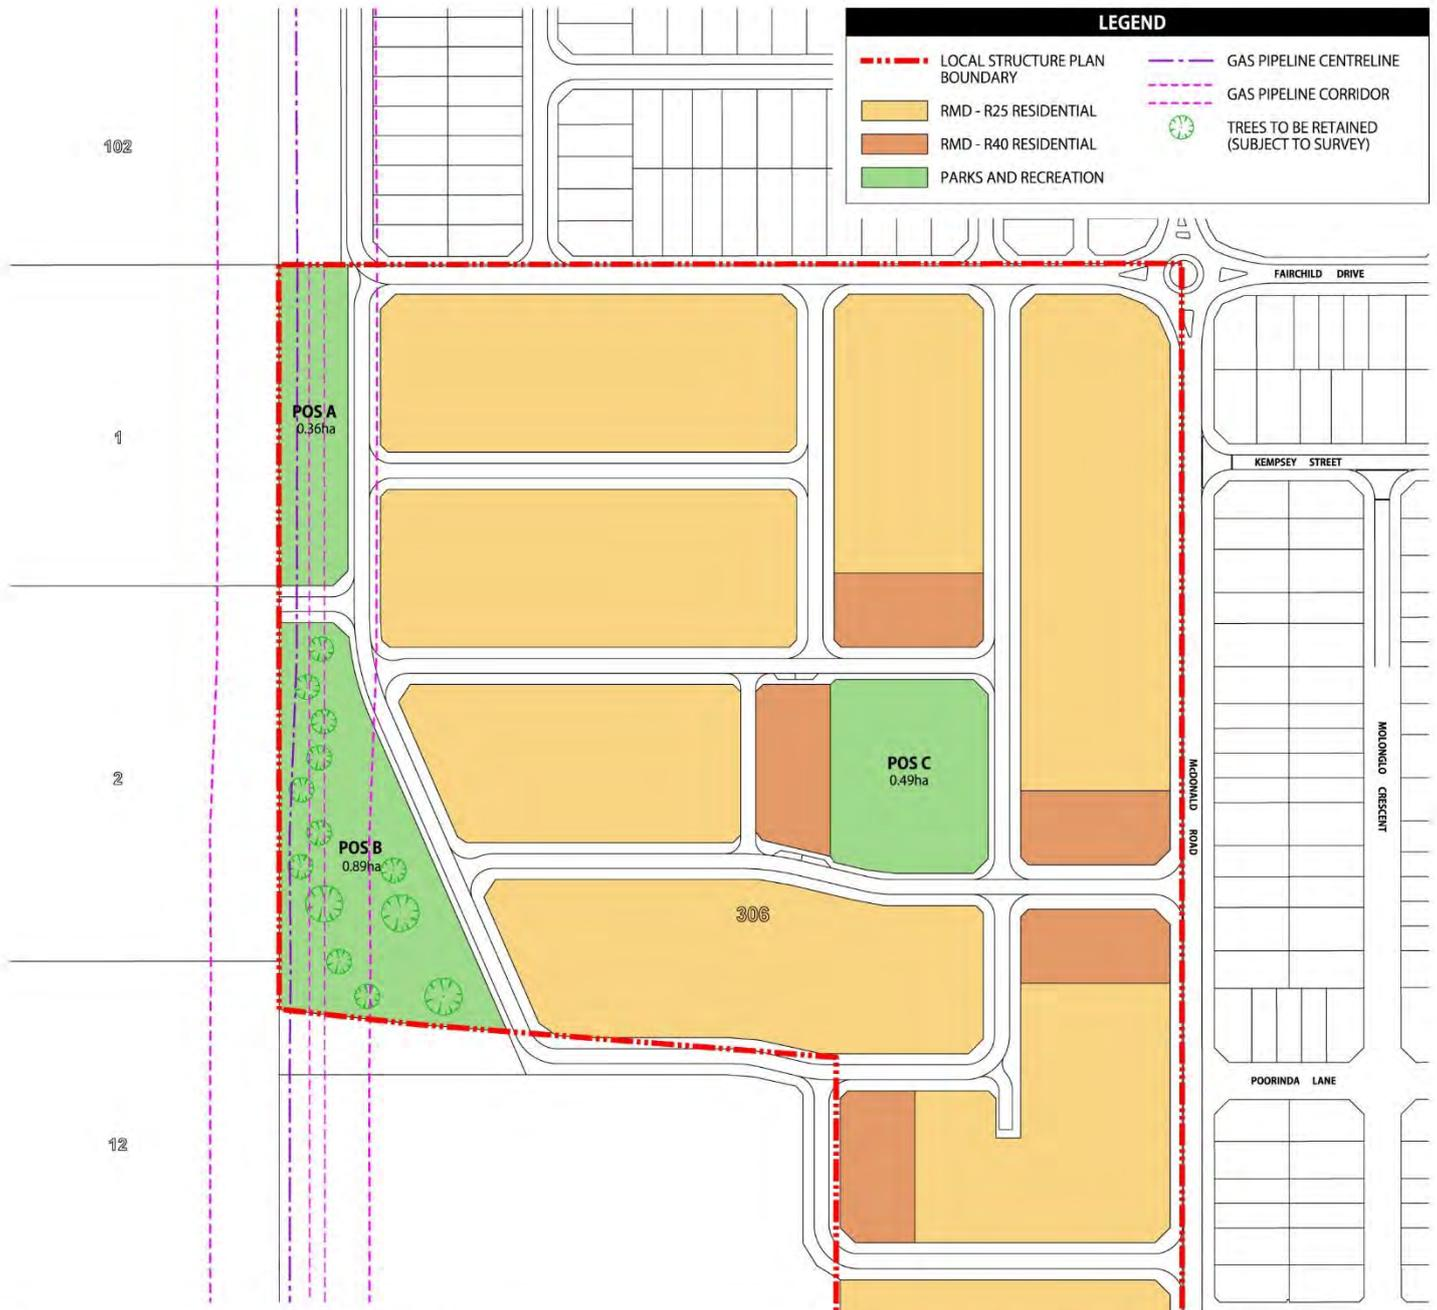 LEGEND
LOCAL STRUCTURE PLAN
BOUNDARY
RMD - R25 RESIDENTIAL
RMD - R40 RESIDENTIAL
PARKS AND RECREATION
GAS PIPELINE CENTRELINE
GAS PIPELINE CORRIDOR
TREES TO BE RETAINED
(SUBJECT TO SURVEY)
102
FAIRCHILD DRIVE
POS A
0.36ha
1
KEMPSEY STREET
2
POS C
0.49ha
McDONALD ROAD
MOLONGLO CRESCENT
POS B
0.89ha
306
POORINDA LANE
12